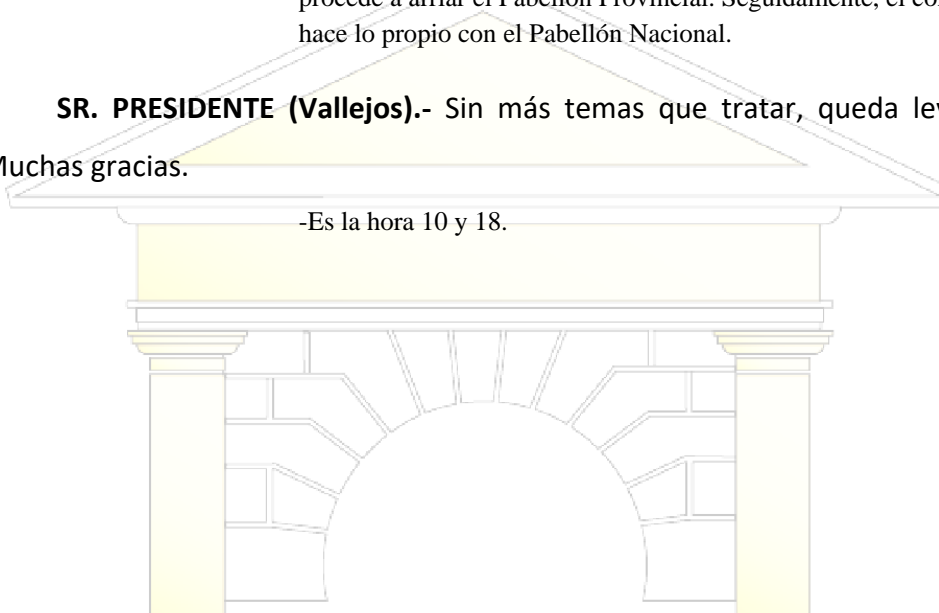 procede a arriar el Pabellón Provincial. Seguidamente, el
hace lo propio con el Pabellón Nacional.
SR. PRESIDENTE (Vallejos).- Sin más temas que tratar, queda
Muchas gracias.
-Es la hora 10 y 18.